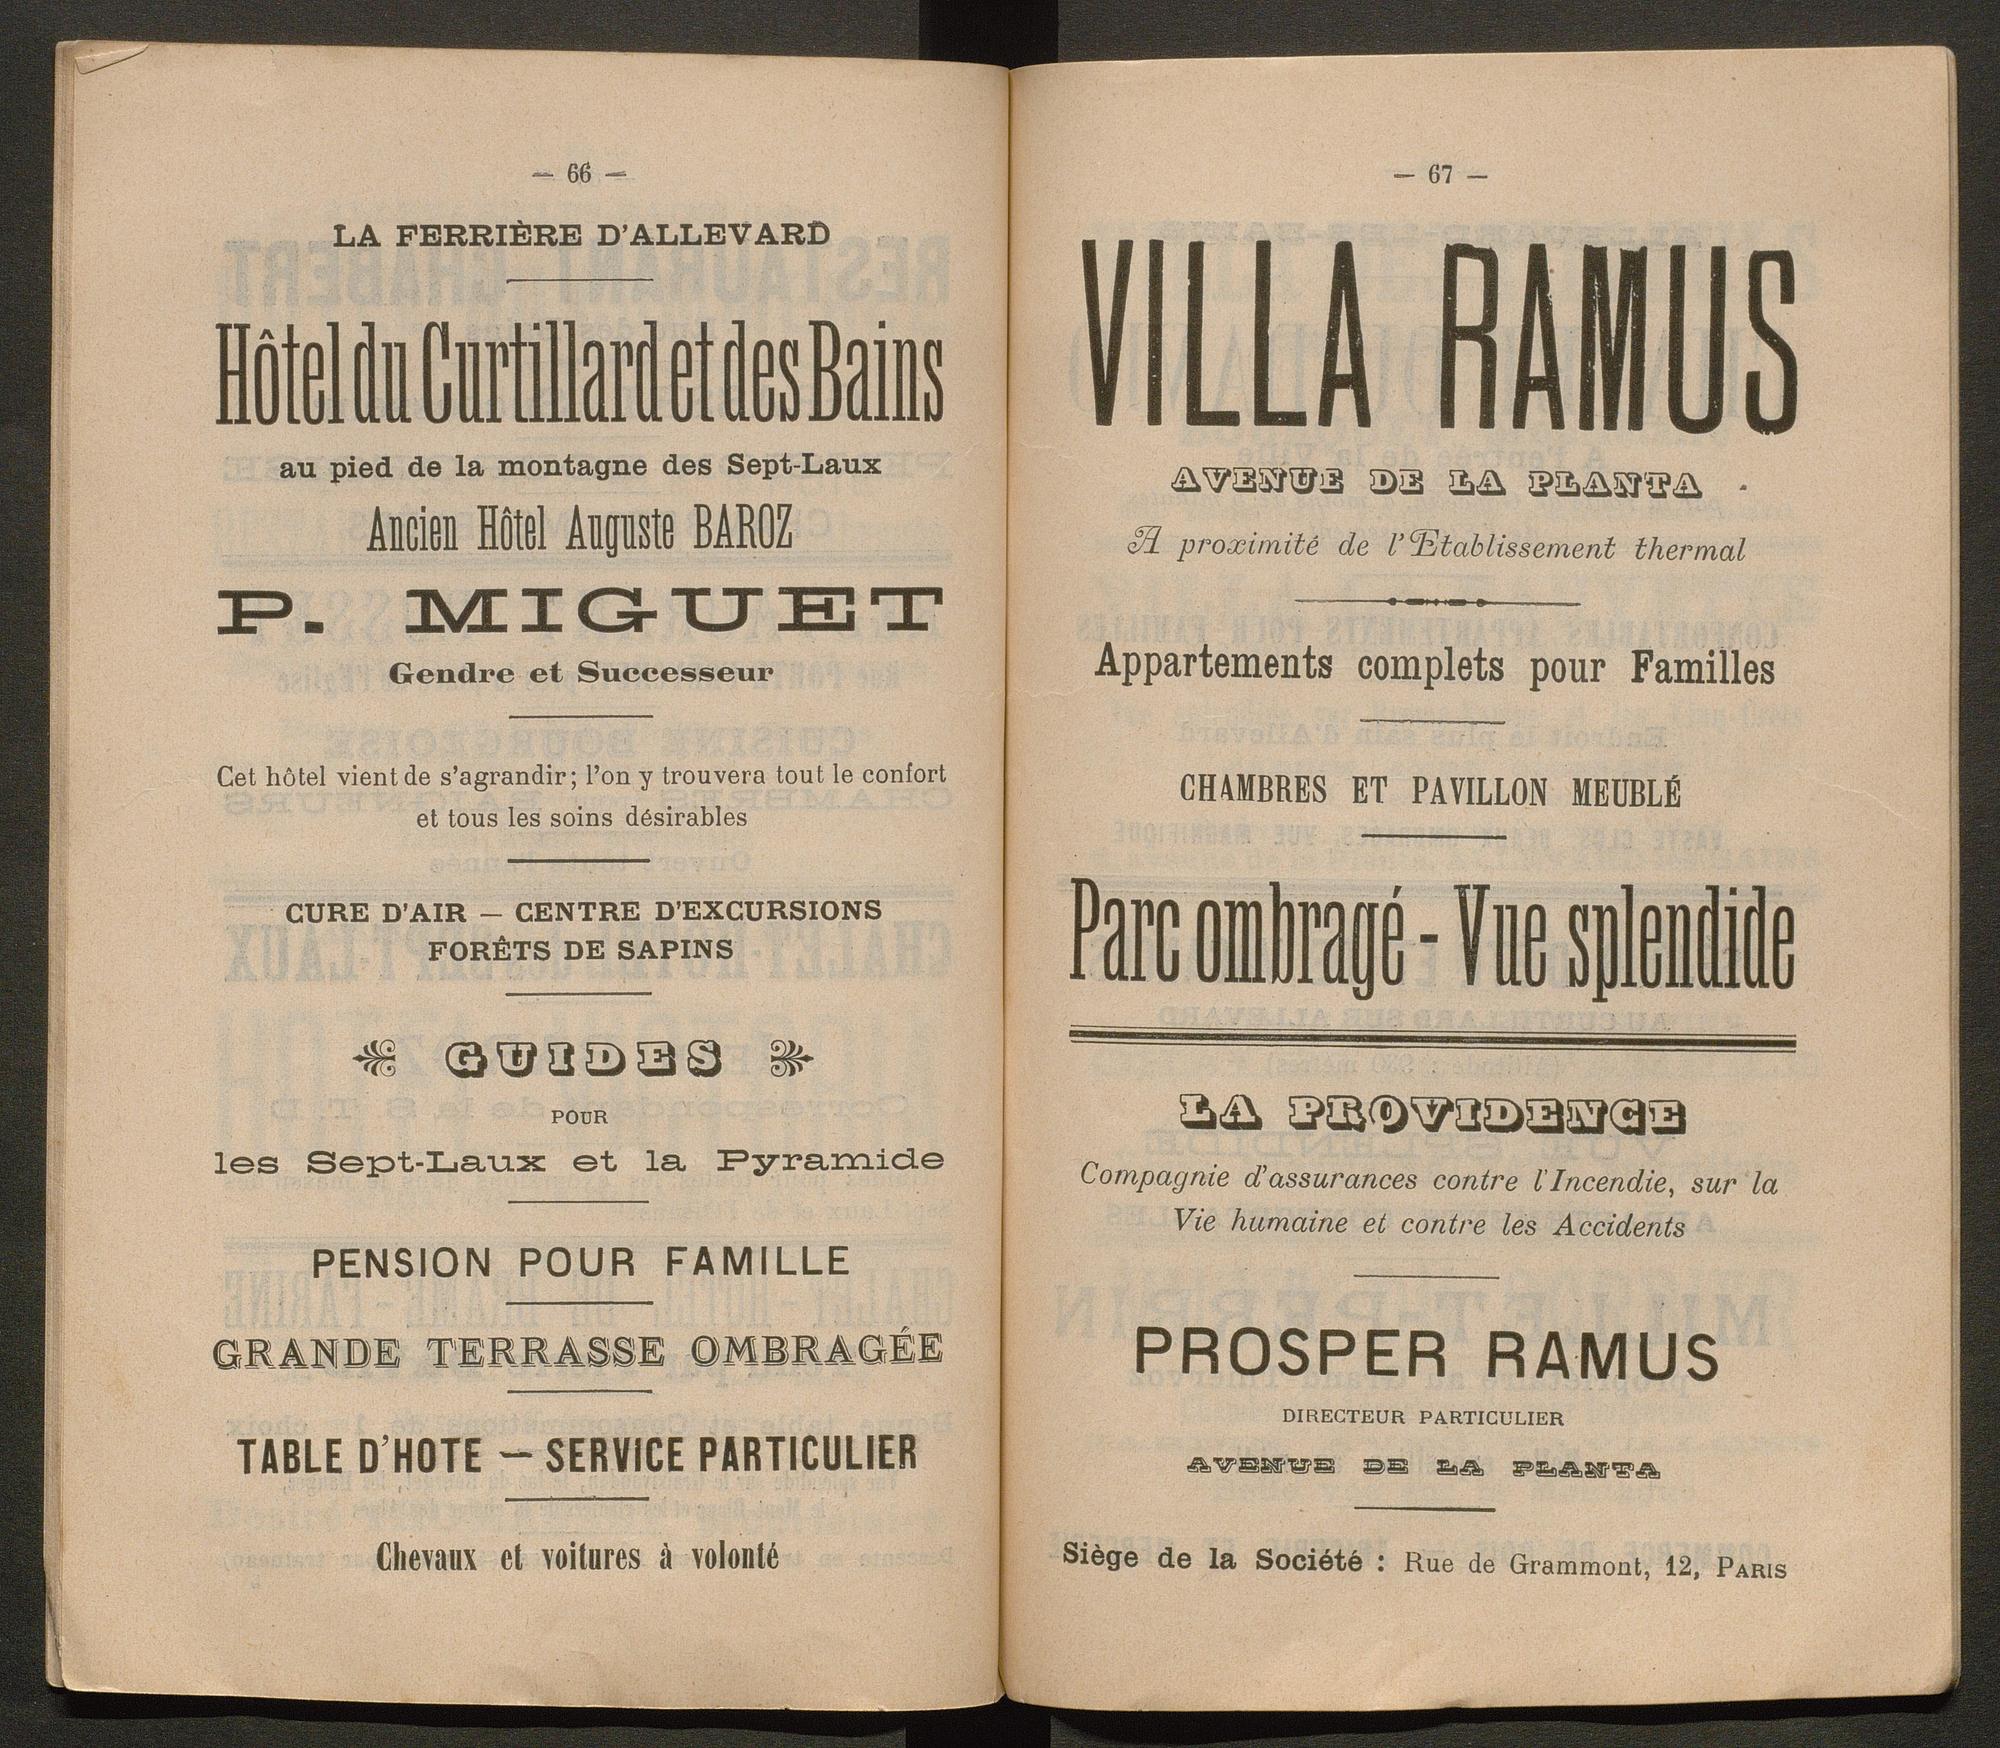 — 66 —
LA FERRIÈRE D'ALLEVARD
Hôtel du Curtillard et des Bains
au pied de la montagne des Sept-Laux
Ancien Hôtel Auguste BAROZ
P. MIGUET
Gendre et Successeur
Cet hôtel vient de s'agrandir; l'on y trouvera tout le confort
et tous les soins désirables
CURE D'AIR — CENTRE D'EXCURSIONS
FORÊTS DE SAPINS
GUIDES
POUR
les Sept-Laux et la Pyramide
PENSION POUR FAMILLE
GRANDE TERRASSE OMBRAGÉE
TABLE D'HOTE — SERVICE PARTICULIER
Chevaux et voitures à volonté
— 67 —
VILLA RAMUS
AVENUE DE LA PLANTA
A proximité de l'Etablissement thermal
Appartements complets pour Familles
CHAMBRES ET PAVILLON MEUBLÉ
Parc ombragé - Vue splendide
LA PROVIDENCE
Compagnie d'assurances contre l'Incendie, sur la
Vie humaine et contre les Accidents
PROSPER RAMUS
DIRECTEUR PARTICULIER
AVENUE DE LA PLANTA
Siège de la Société : Rue de Grammont, 12, PARIS